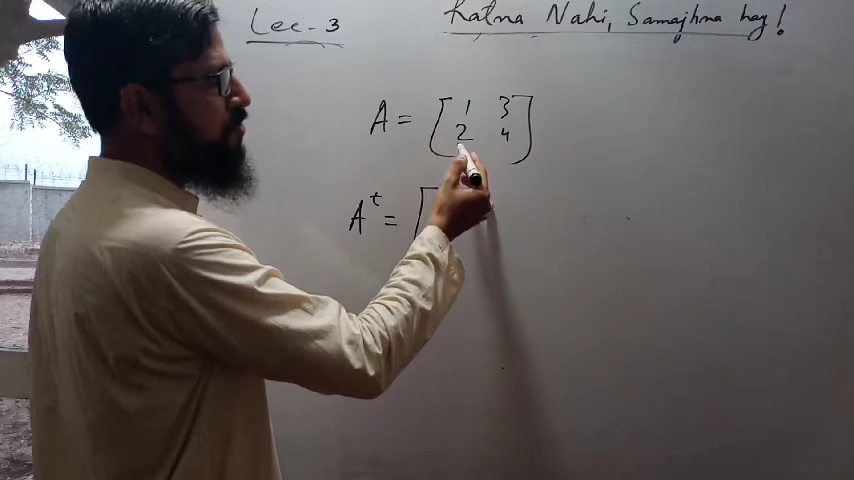 Lec-3
Ratna Nahi, Samajhna hay!
A = [1 3
2 4]
A^t = [